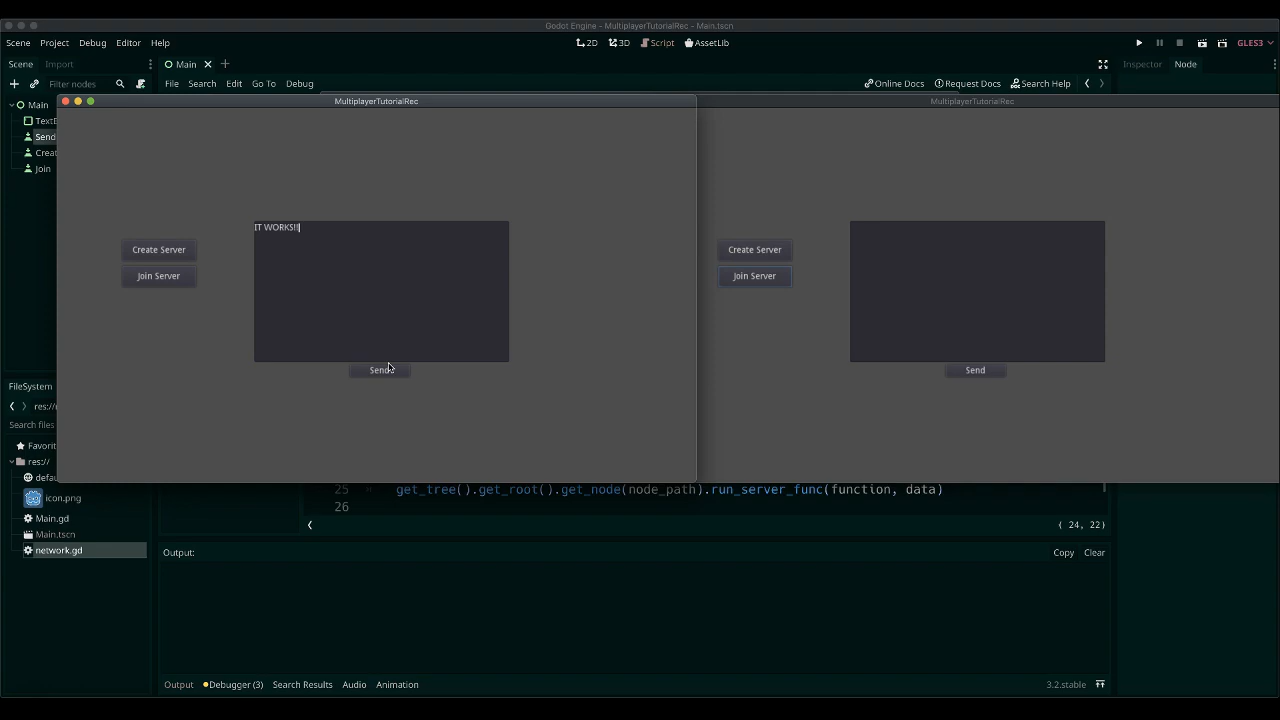 Godot Engine - MultiplayerTutorialRec - Main.tscn
Scene Project Debug Editor Help
2D 3D Script AssetLib
GLES3
Scene Import
Main
Inspector Node
Filter nodes
File Search Edit Go To Debug
Online Docs Request Docs Search Help
Main
Send
Join
MultiplayerTutorialRec
IT WORKS!!
Create Server
Join Server
Send
MultiplayerTutorialRec
Create Server
Join Server
Send
FileSystem
Search files
res://
icon.png
Main.gd
Main.tscn
network.gd
25 get_tree().get_root().get_node(node_path).run_server_func(function, data)
26
( 24, 22)
Output:
Copy Clear
Output Debugger (3) Search Results Audio Animation
3.2.stable